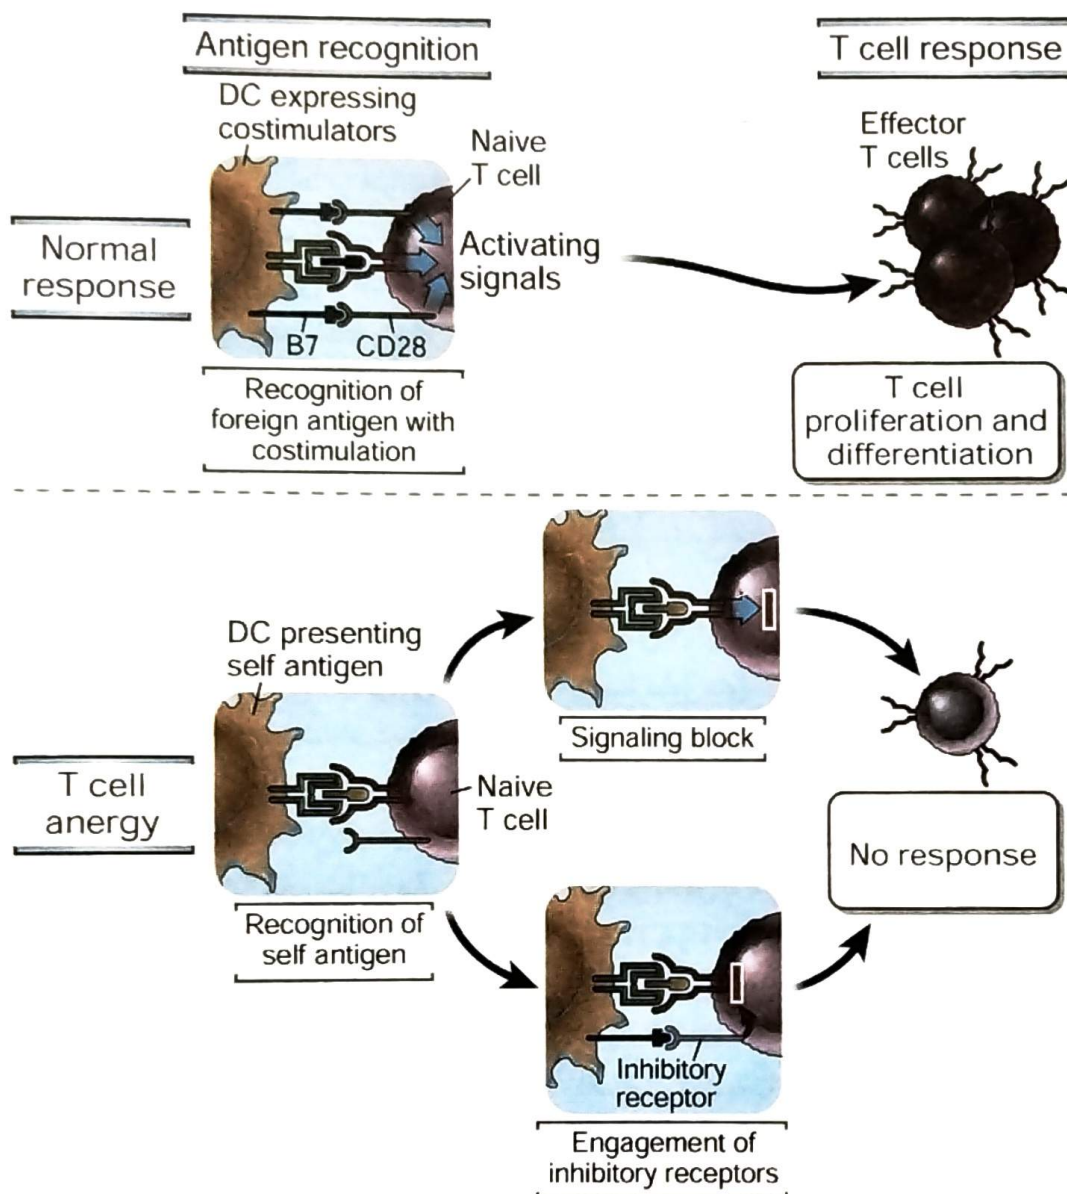 Antigen recognition
T cell response
DC expressing
costimulators
Naive
T cell
Effector
T cells
Normal
response
Activating
signals
B7
CD28
Recognition of
foreign antigen with
costimulation
T cell
proliferation and
differentiation
DC presenting
self antigen
Signaling block
T cell
anergy
Naive
T cell
No response
Recognition of
self antigen
Inhibitory
receptor
Engagement of
inhibitory receptors